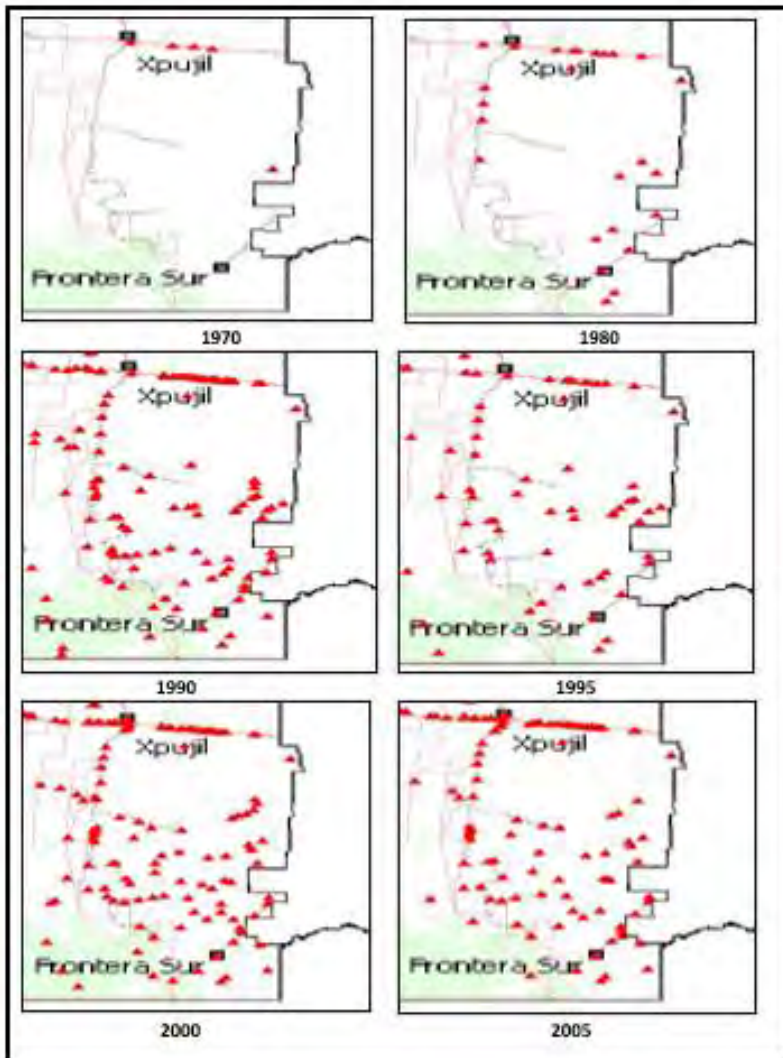 Xpujil
Frontera Sur
1970
Xpujil
Frontera Sur
1980
Xpujil
Frontera Sur
1990
Xpujil
Frontera Sur
1995
Xpujil
Frontera Sur
2000
Xpujil
Frontera Sur
2005